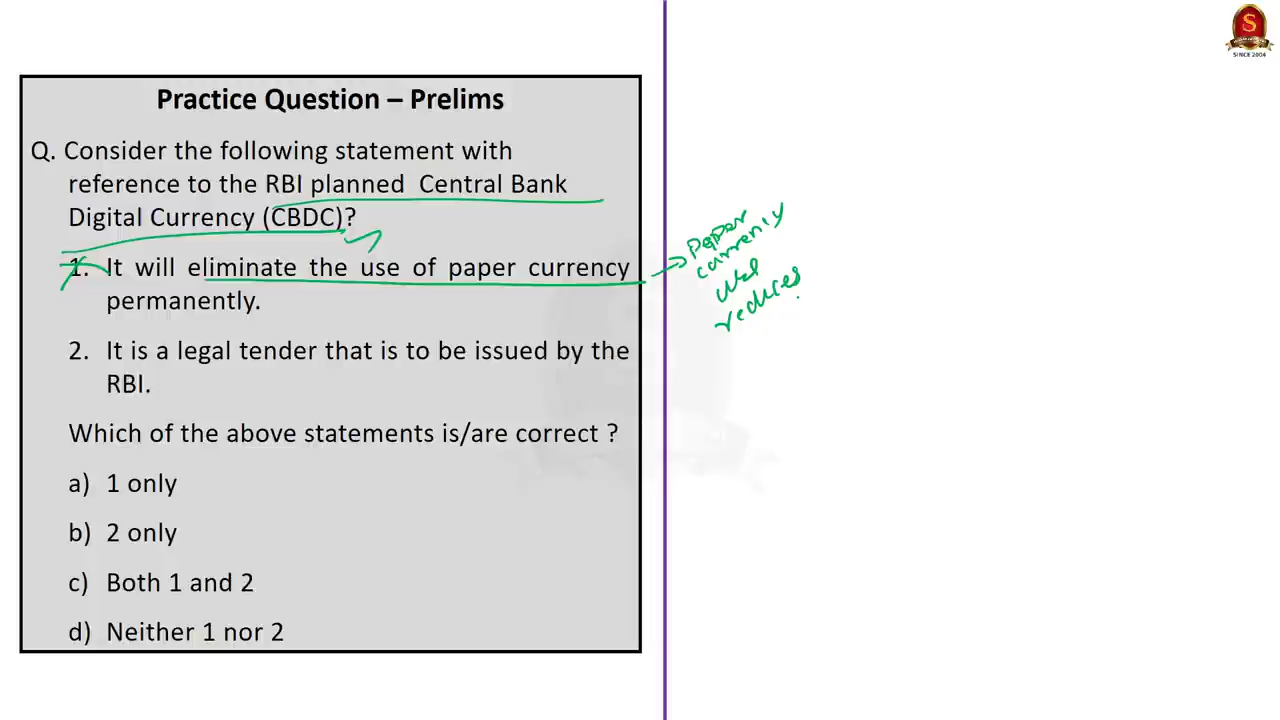 S
SINCE 2004
Practice Question – Prelims
Q. Consider the following statement with
reference to the RBI planned Central Bank
Digital Currency (CBDC)?
1. It will eliminate the use of paper currency
permanently.
2. It is a legal tender that is to be issued by the
RBI.
Which of the above statements is/are correct ?
a) 1 only
b) 2 only
c) Both 1 and 2
d) Neither 1 nor 2
paper
currency
reduces